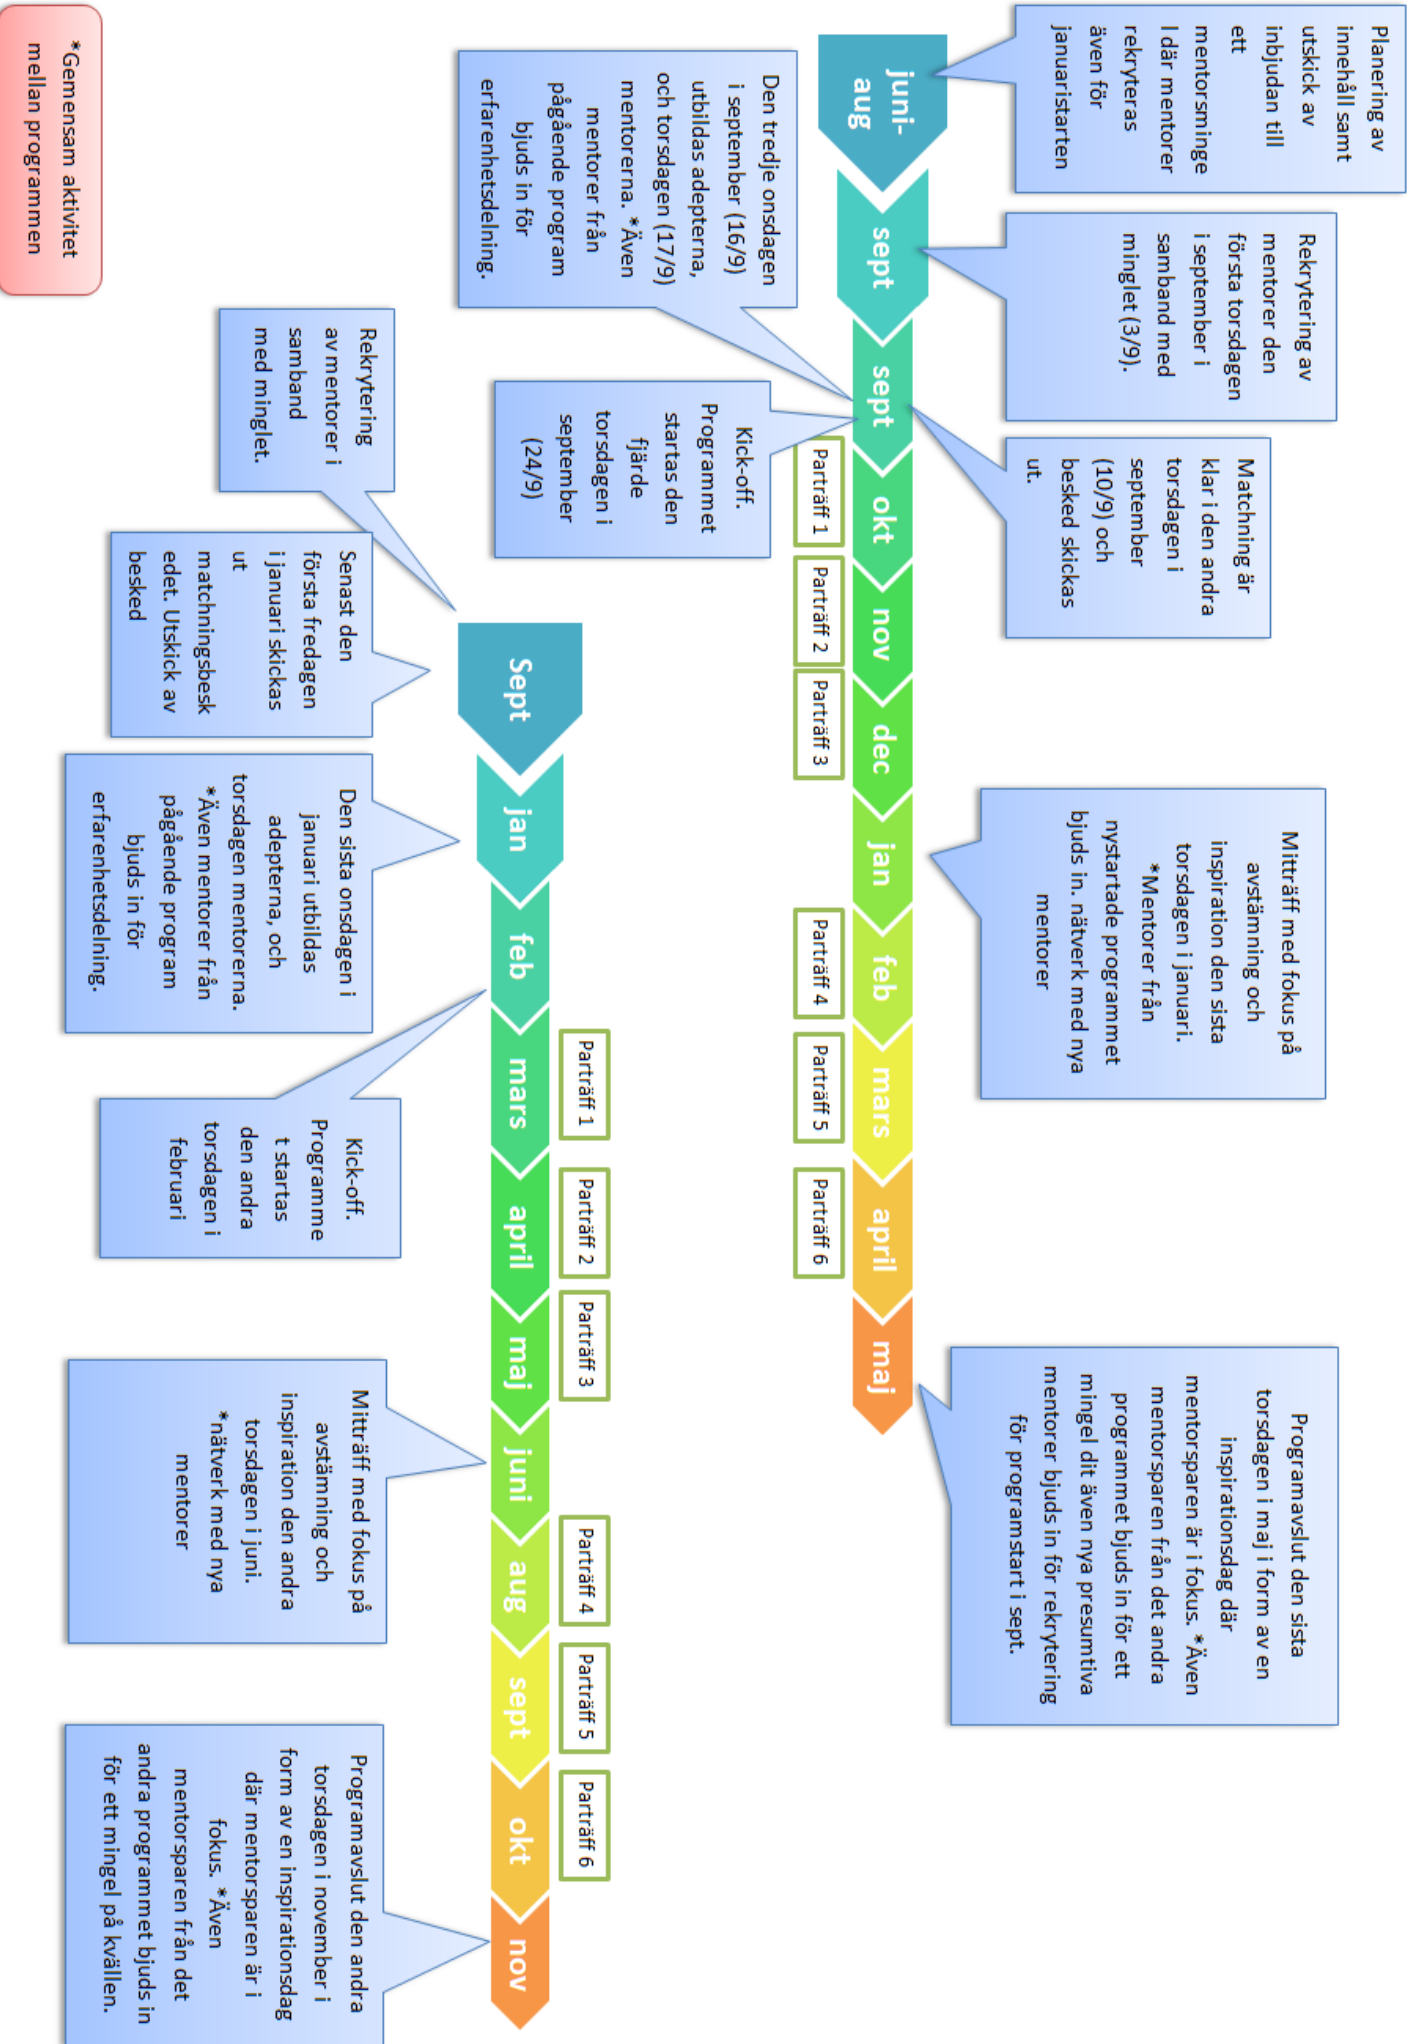 Planering av
innehåll samt
utskick av
inbjudan till
ett
mentorsminge
l där mentorer
rekryteras
även för
januaristarten
Rekrytering av
mentorer den
första torsdagen
i september i
samband med
minglet (3/9).
Matchning är
klar i den andra
torsdagen i
september
(10/9) och
besked skickas
ut.
Mitträff med fokus på
avstämning och
inspiration den sista
torsdagen i januari.
*Mentorer från
nystartade programmet
bjuds in. nätverk med nya
mentorer
Programavslut den sista
torsdagen i maj i form av en
inspirationsdag där
mentorsparen är i fokus. *Även
mentorsparen från det andra
programmet bjuds in för ett
mingel dit även nya presumtiva
mentorer bjuds in för rekrytering
för programstart i sept.
juni-
aug
sept
sept
okt
nov
dec
jan
feb
mars
april
maj
Parträff 1
Parträff 2
Parträff 3
Parträff 4
Parträff 5
Parträff 6
Den tredje onsdagen
i september (16/9)
utbildas adepterna,
och torsdagen (17/9)
mentorerna. *Även
mentorer från
pågående program
bjuds in för
erfarenhetsdelning.
Kick-off.
Programmet
startas den
fjärde
torsdagen i
september
(24/9)
Parträff 1
Parträff 2
Parträff 3
Parträff 4
Parträff 5
Parträff 6
Sept
jan
feb
mars
april
maj
juni
aug
sept
okt
nov
Rekrytering
av mentorer i
samband
med minglet.
Senast den
första fredagen
i januari skickas
ut
matchningsbesk
edet. Utskick av
besked
Den sista onsdagen i
januari utbildas
adepterna, och
torsdagen mentorerna.
*Även mentorer från
pågående program
bjuds in för
erfarenhetsdelning.
Kick-off.
Programme
t startas
den andra
torsdagen i
februari
Mitträff med fokus på
avstämning och
inspiration den andra
torsdagen i juni.
*nätverk med nya
mentorer
Programavslut den andra
torsdagen i november i
form av en inspirationsdag
där mentorsparen är i
fokus. *Även
mentorsparen från det
andra programmet bjuds in
för ett mingel på kvällen.
*Gemensam aktivitet
mellan programmen